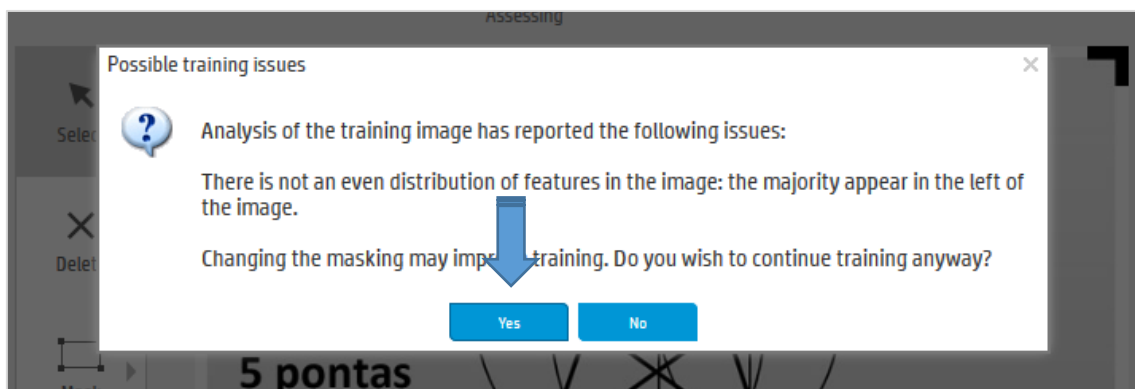 Assessing
Possible training issues
Analysis of the training image has reported the following issues:
There is not an even distribution of features in the image: the majority appear in the left of
the image.
Changing the masking may training. Do you wish to continue training anyway?
Yes No
5 pontas